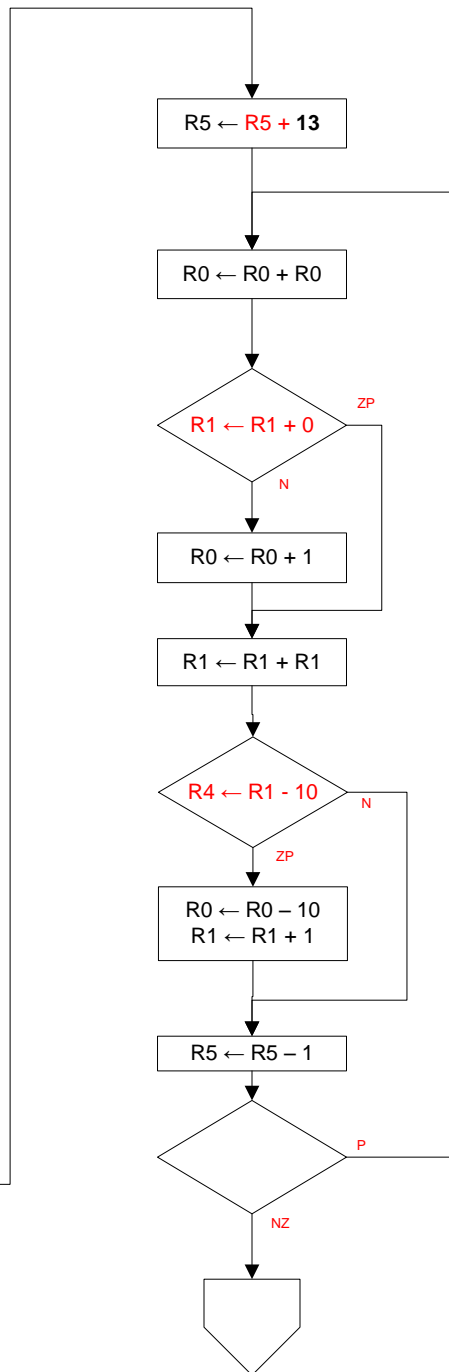 R5 ← R5 + 13
R0 ← R0 + R0
ZP
R1 ← R1 + 0
N
R0 ← R0 + 1
R1 ← R1 + R1
R4 ← R1 - 10
N
ZP
R0 ← R0 – 10
R1 ← R1 + 1
R5 ← R5 – 1
P
NZ